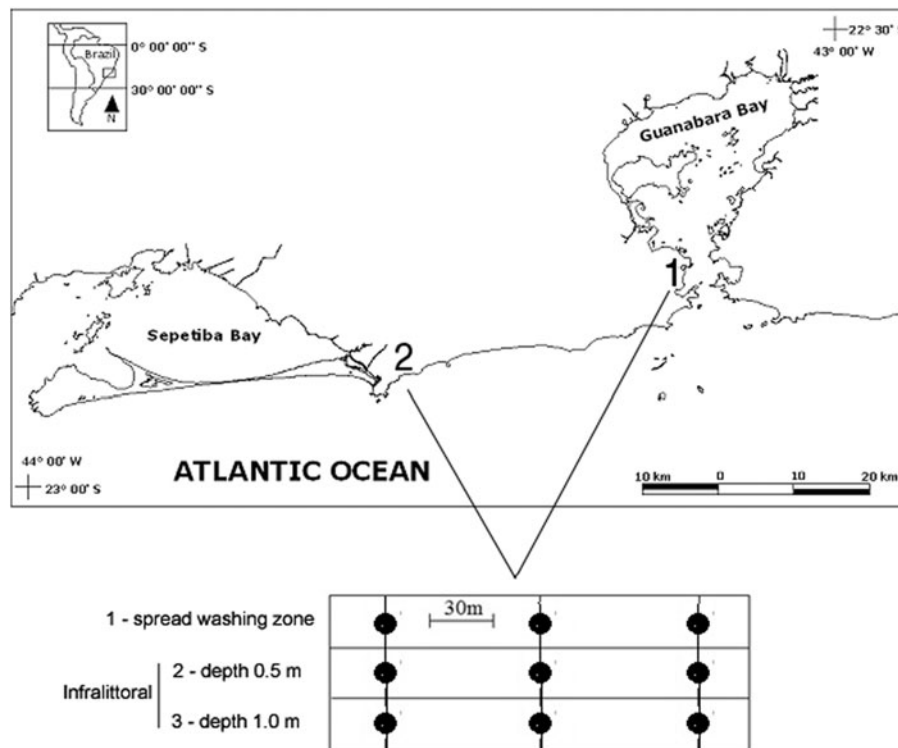 Brazil
0° 00' 00" S
30° 00' 00" S
N
22° 30'
43° 00' W
Guanabara Bay
1
Sepetiba Bay
2
44° 00' W
23° 00' S
ATLANTIC OCEAN
10 km 0 10 20 km
1 - spread washing zone
30m
Infralittoral
2 - depth 0.5 m
3 - depth 1.0 m